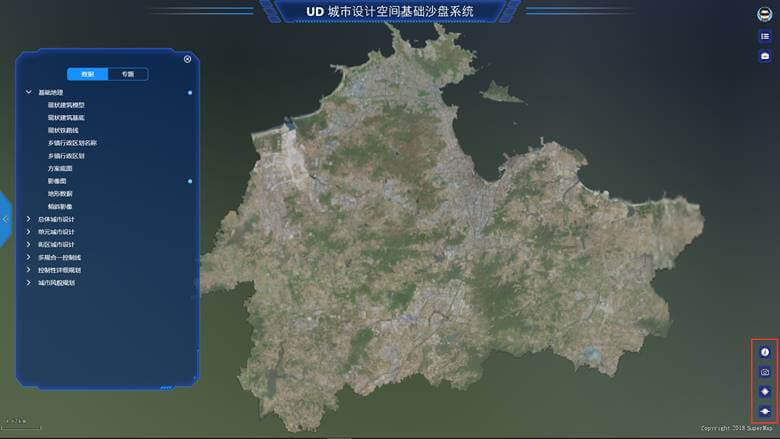 UD 城市设计空间基础沙盘系统
数据 专题
基础地理
现状建筑模型
现状建筑基底
现状铁路线
乡镇行政区划名称
乡镇行政区划
方案底图
影像图
地形数据
倾斜影像
总体城市设计
单元城市设计
街区城市设计
多规合一控制线
控制性详细规划
城市风貌规划
Copyright 2018 SuperMap